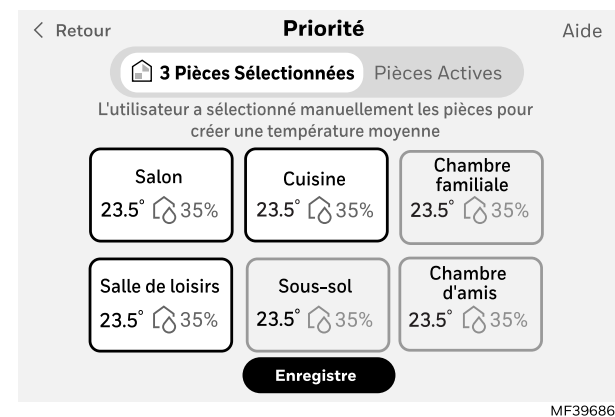 Retour
Priorité
Aide
3 Pièces Sélectionnées
Pièces Actives
L'utilisateur a sélectionné manuellement les pièces pour
créer une température moyenne
Salon
23.5° 35%
Cuisine
23.5° 35%
Chambre
familiale
23.5° 35%
Salle de loisirs
23.5° 35%
Sous-sol
23.5° 35%
Chambre
d'amis
23.5° 35%
Enregistre
MF39686